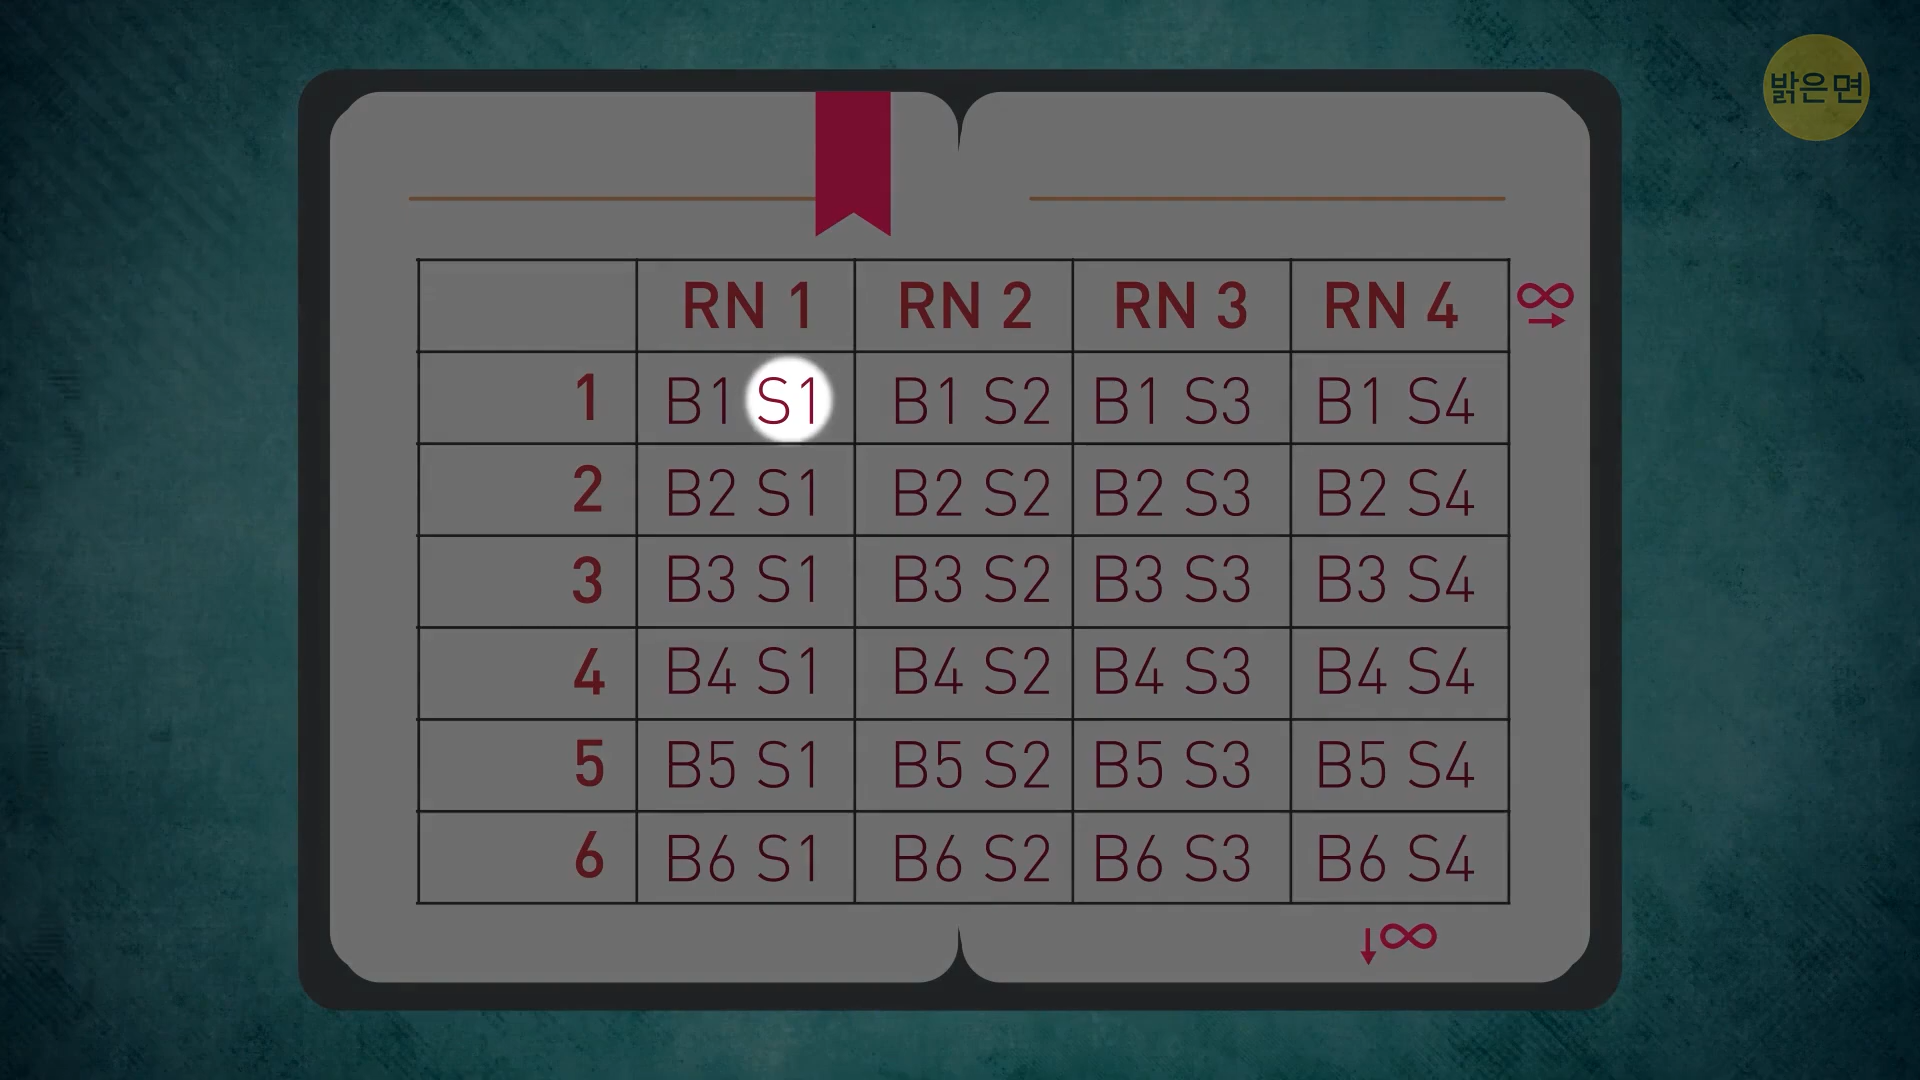 밝은면
RN 1 RN 2 RN 3 RN 4 ∞
→
1 B1 S1 B1 S2 B1 S3 B1 S4
2 B2 S1 B2 S2 B2 S3 B2 S4
3 B3 S1 B3 S2 B3 S3 B3 S4
4 B4 S1 B4 S2 B4 S3 B4 S4
5 B5 S1 B5 S2 B5 S3 B5 S4
6 B6 S1 B6 S2 B6 S3 B6 S4
↓∞